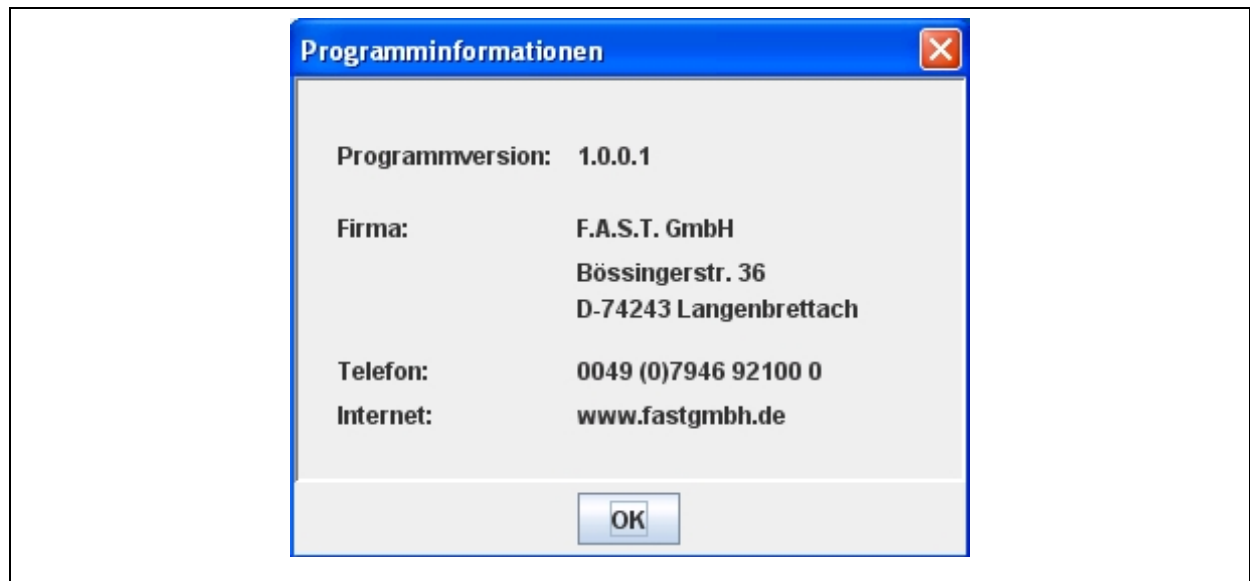 Programminformationen
Programmversion: 1.0.0.1
Firma: F.A.S.T. GmbH
Bössingerstr. 36
D-74243 Langenbrettach
Telefon: 0049 (0)7946 92100 0
Internet: www.fastgmbh.de
OK